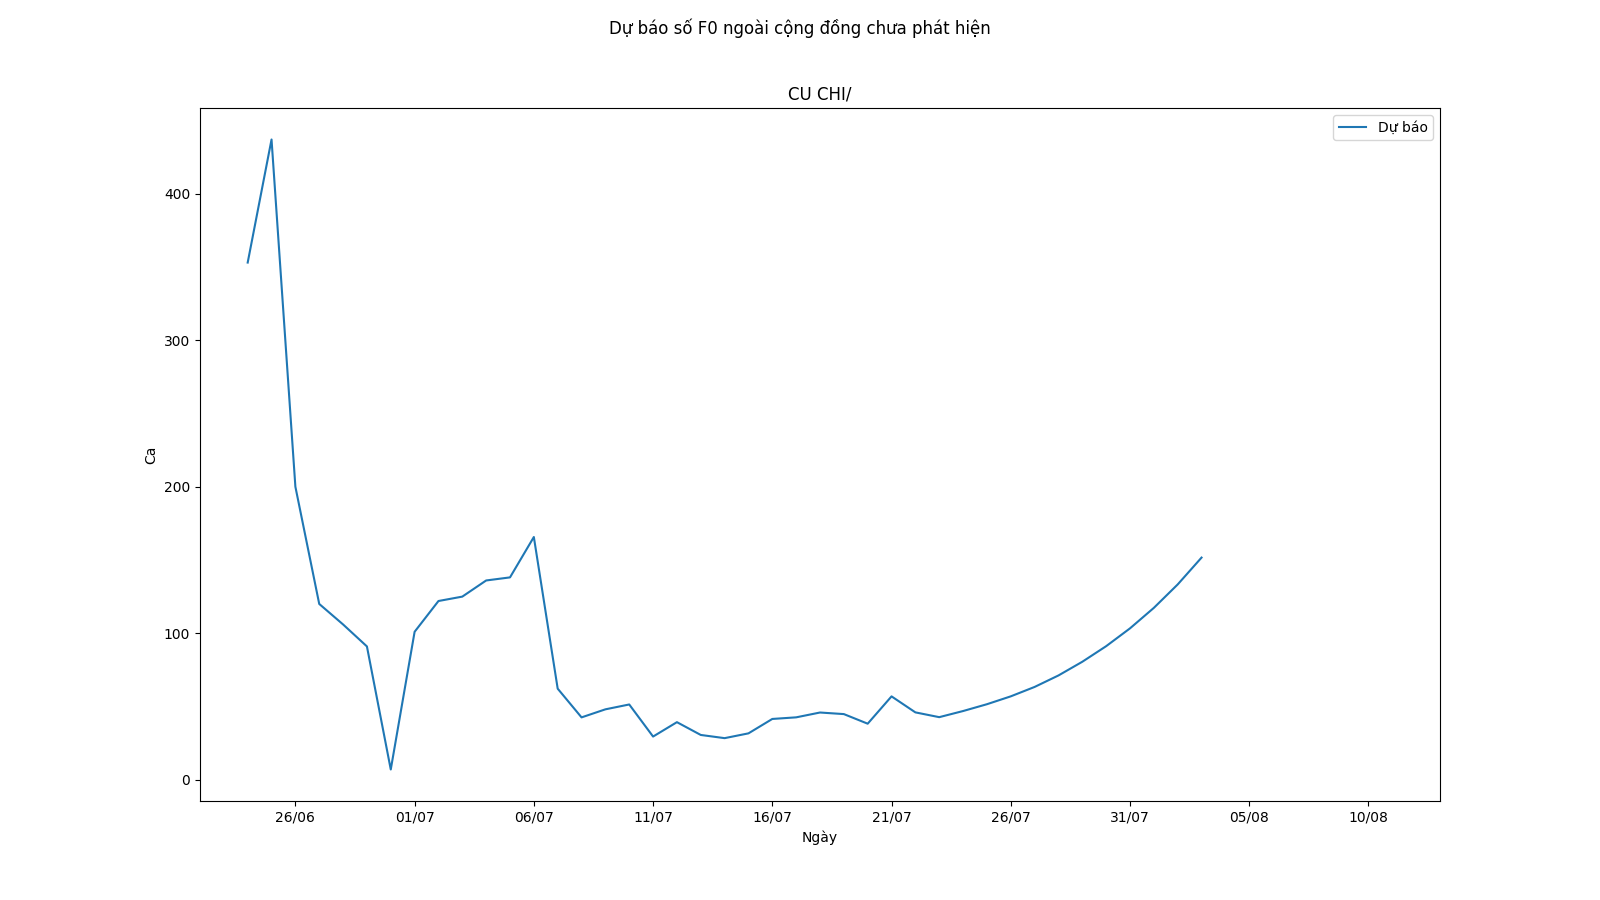 Dự báo số F0 ngoài cộng đồng chưa phát hiện
CU CHI/
Dự báo
400
300
200
100
0
Ca
26/06 01/07 06/07 11/07 16/07 21/07 26/07 31/07 05/08 10/08
Ngày